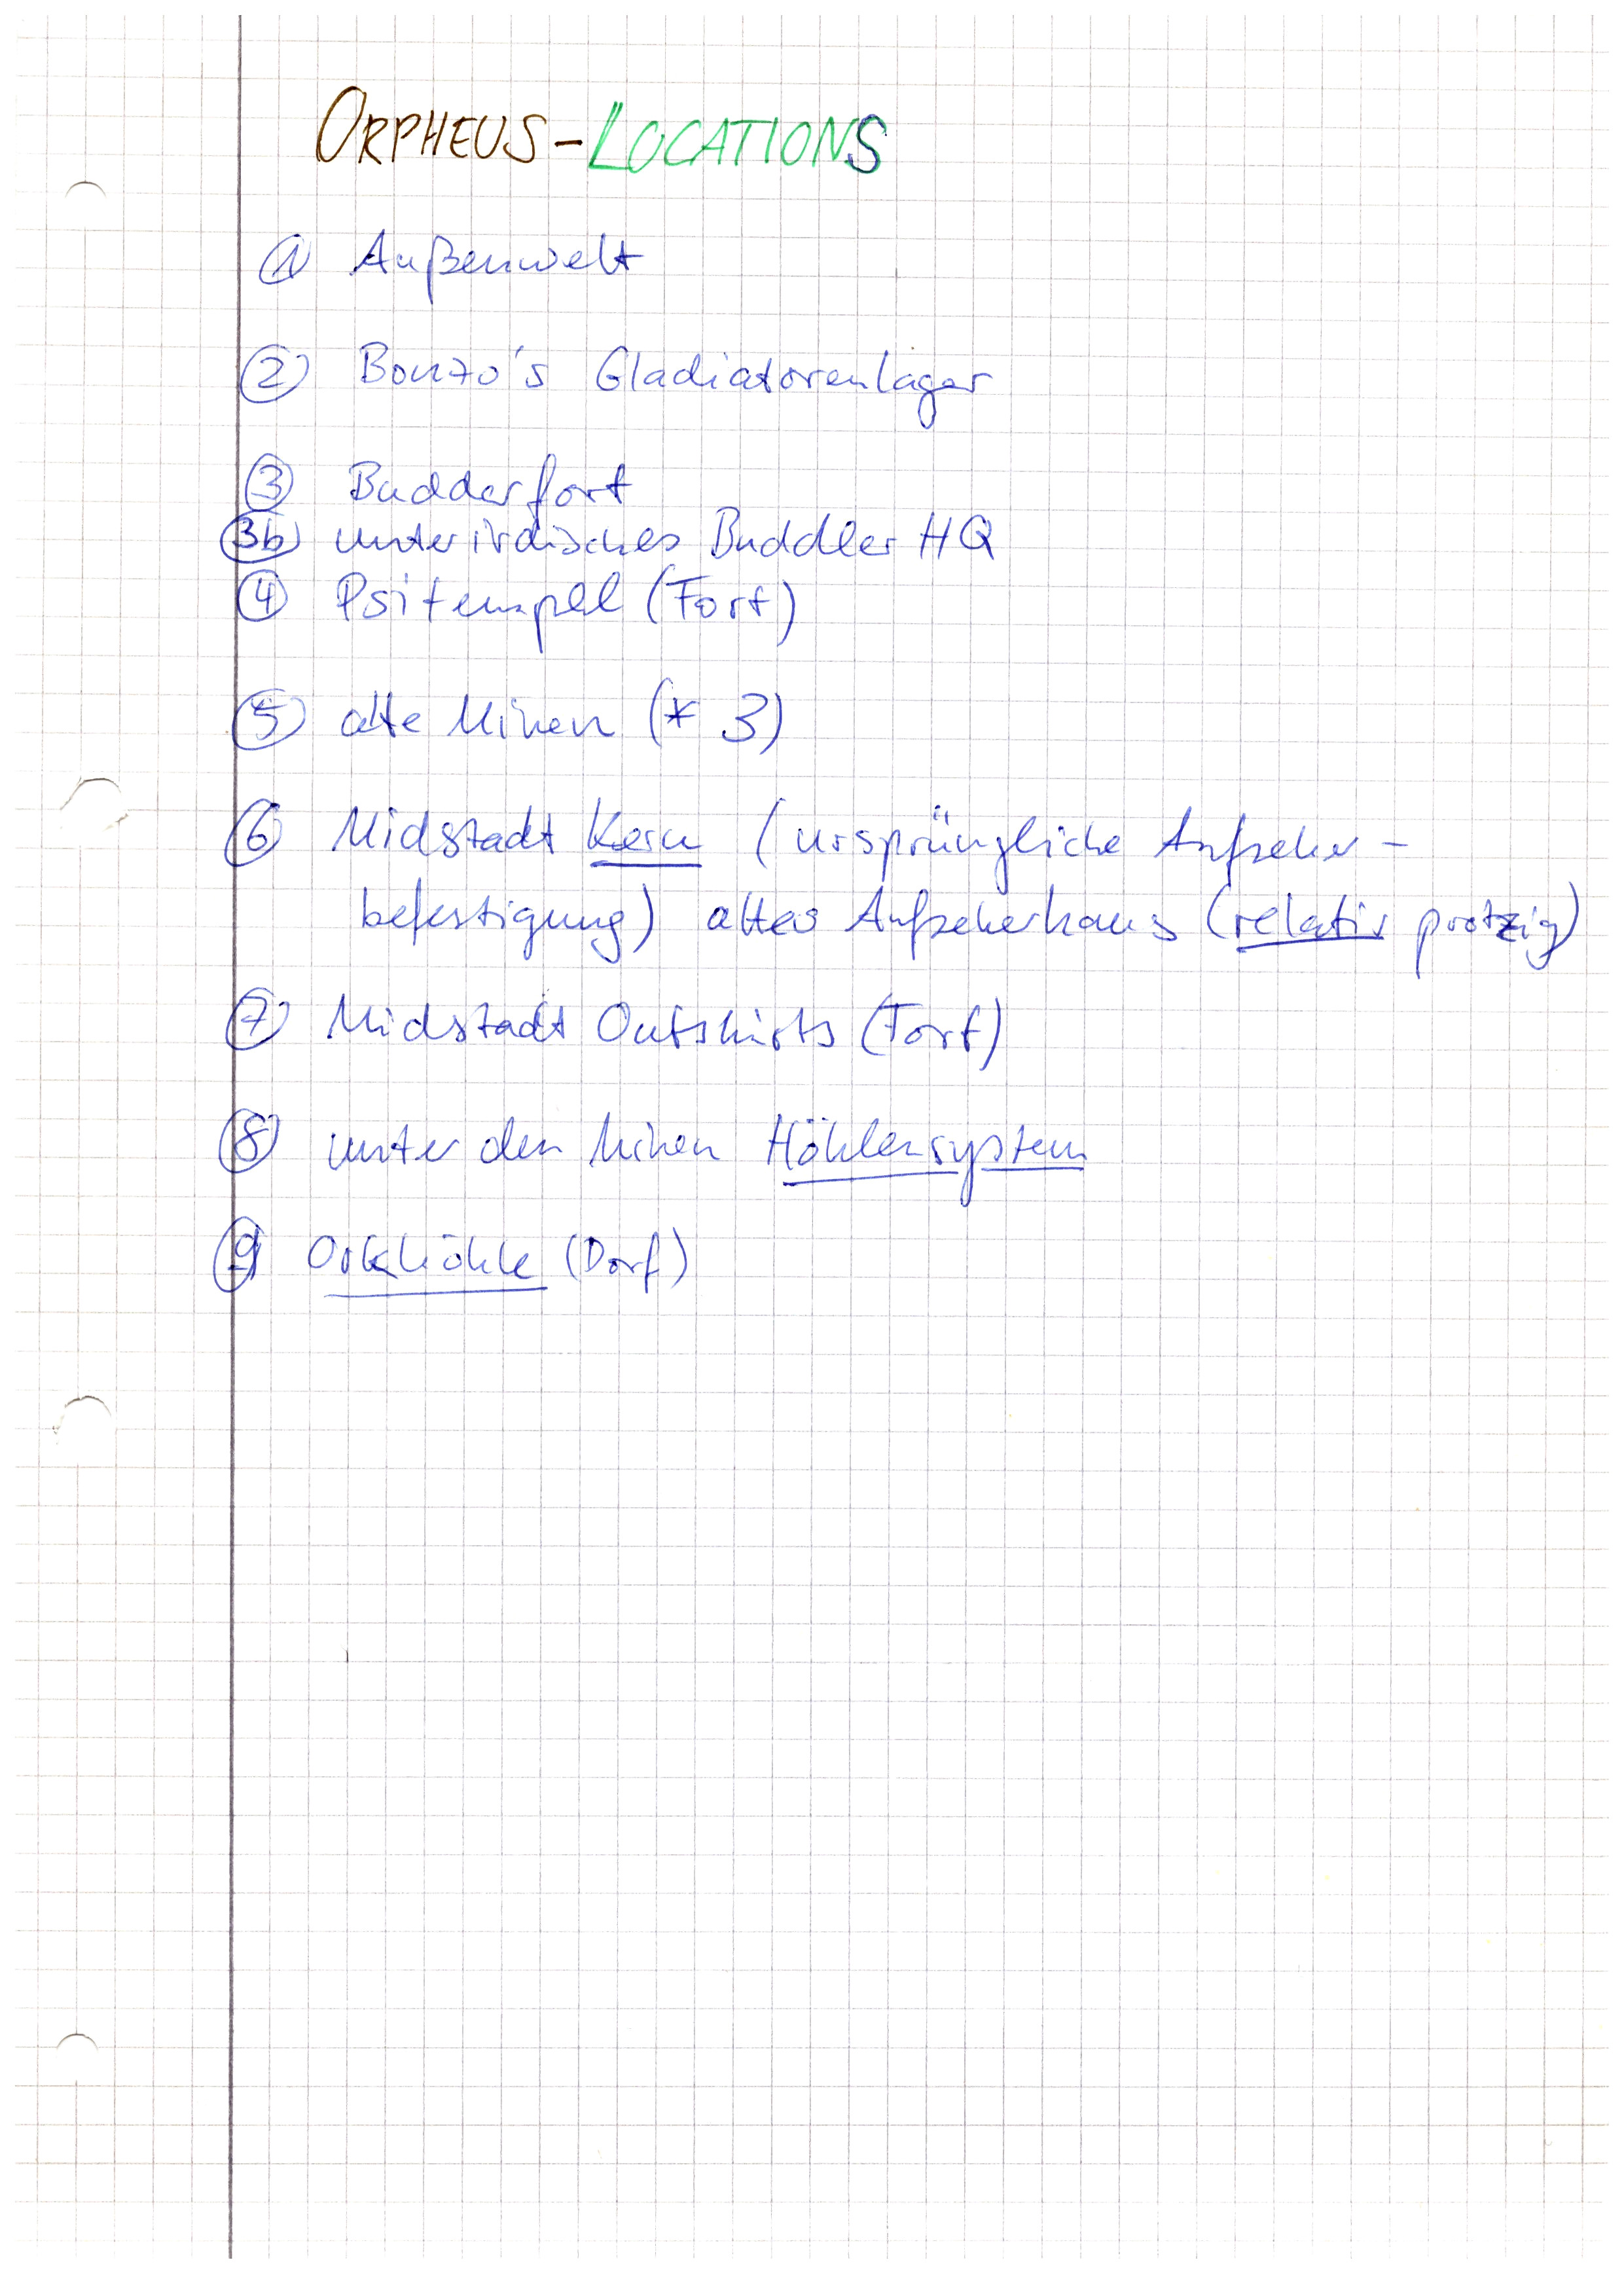 ORPHEUS-LOCATIONS
1 Außenwelt
2 Bonzo's Gladiatorenlager
3 Budderfort
3b unterirdisches Buddler HQ
4 Psitempel (Fort)
5 alte Minen (* 3)
6 Midstadt Kern (ursprüngliche Aufseher-
befestigung) altes Aufseherhaus (relativ protzig)
7 Midstadt Outskirts (Torf)
8 unter den Minen Höhlensystem
9 Orkhöhle (Dorf)